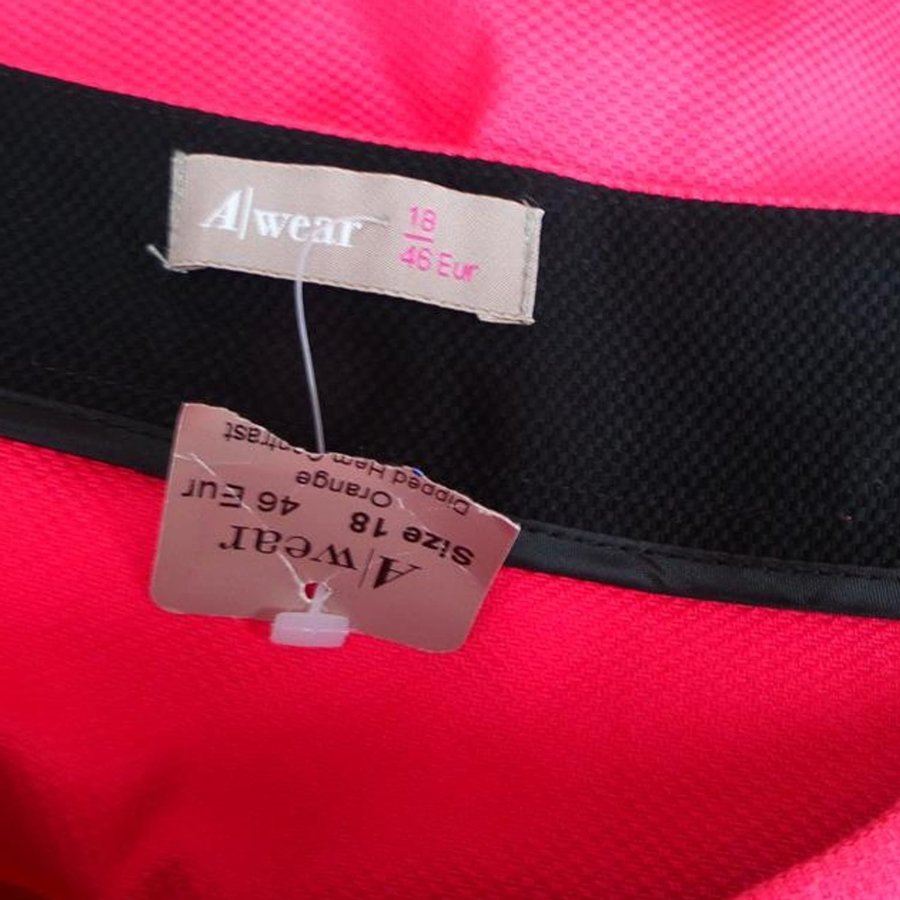 A|wear 18
46 Eur
A|wear
Size 18 46 Eur
Orange
Dipped Hem Contrast